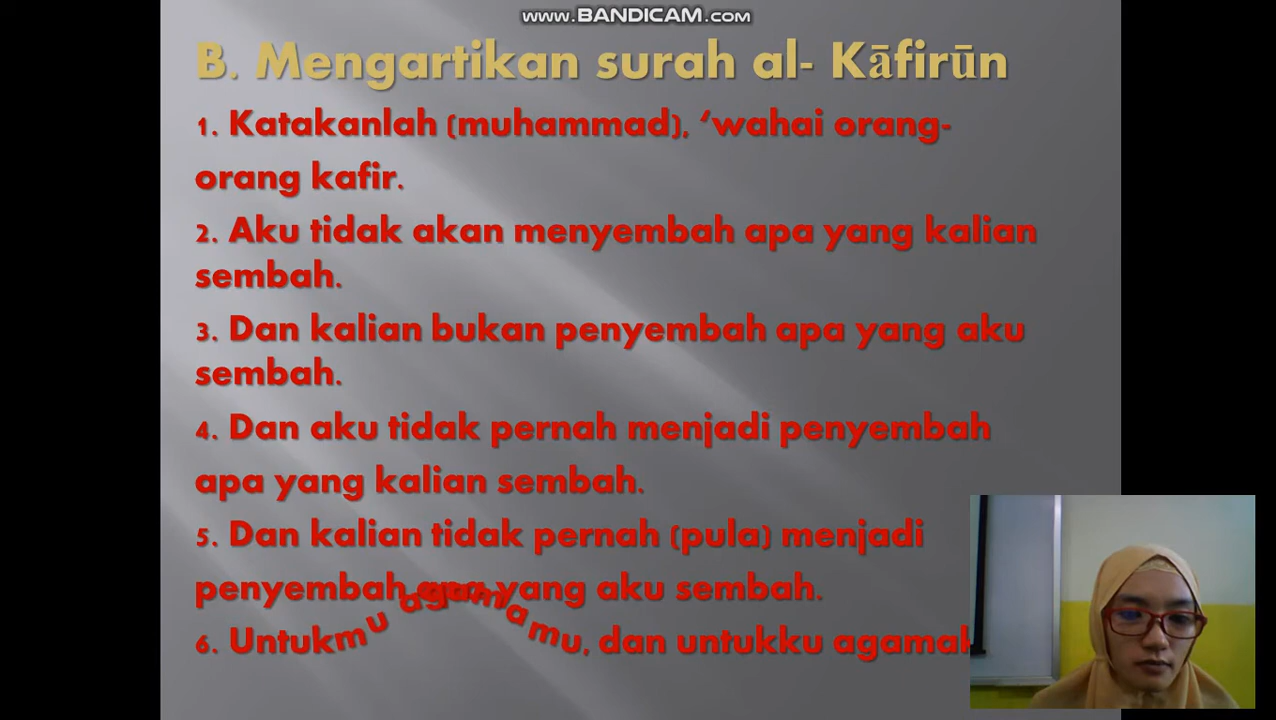 www.BANDICAM.com
B. Mengartikan surah al- Kāfirūn
1. Katakanlah (muhammad), ‘wahai orang-
orang kafir.
2. Aku tidak akan menyembah apa yang kalian
sembah.
3. Dan kalian bukan penyembah apa yang aku
sembah.
4. Dan aku tidak pernah menjadi penyembah
apa yang kalian sembah.
5. Dan kalian tidak pernah (pula) menjadi
penyembah apa yang aku sembah.
6. Untukmu agamamu, dan untukku